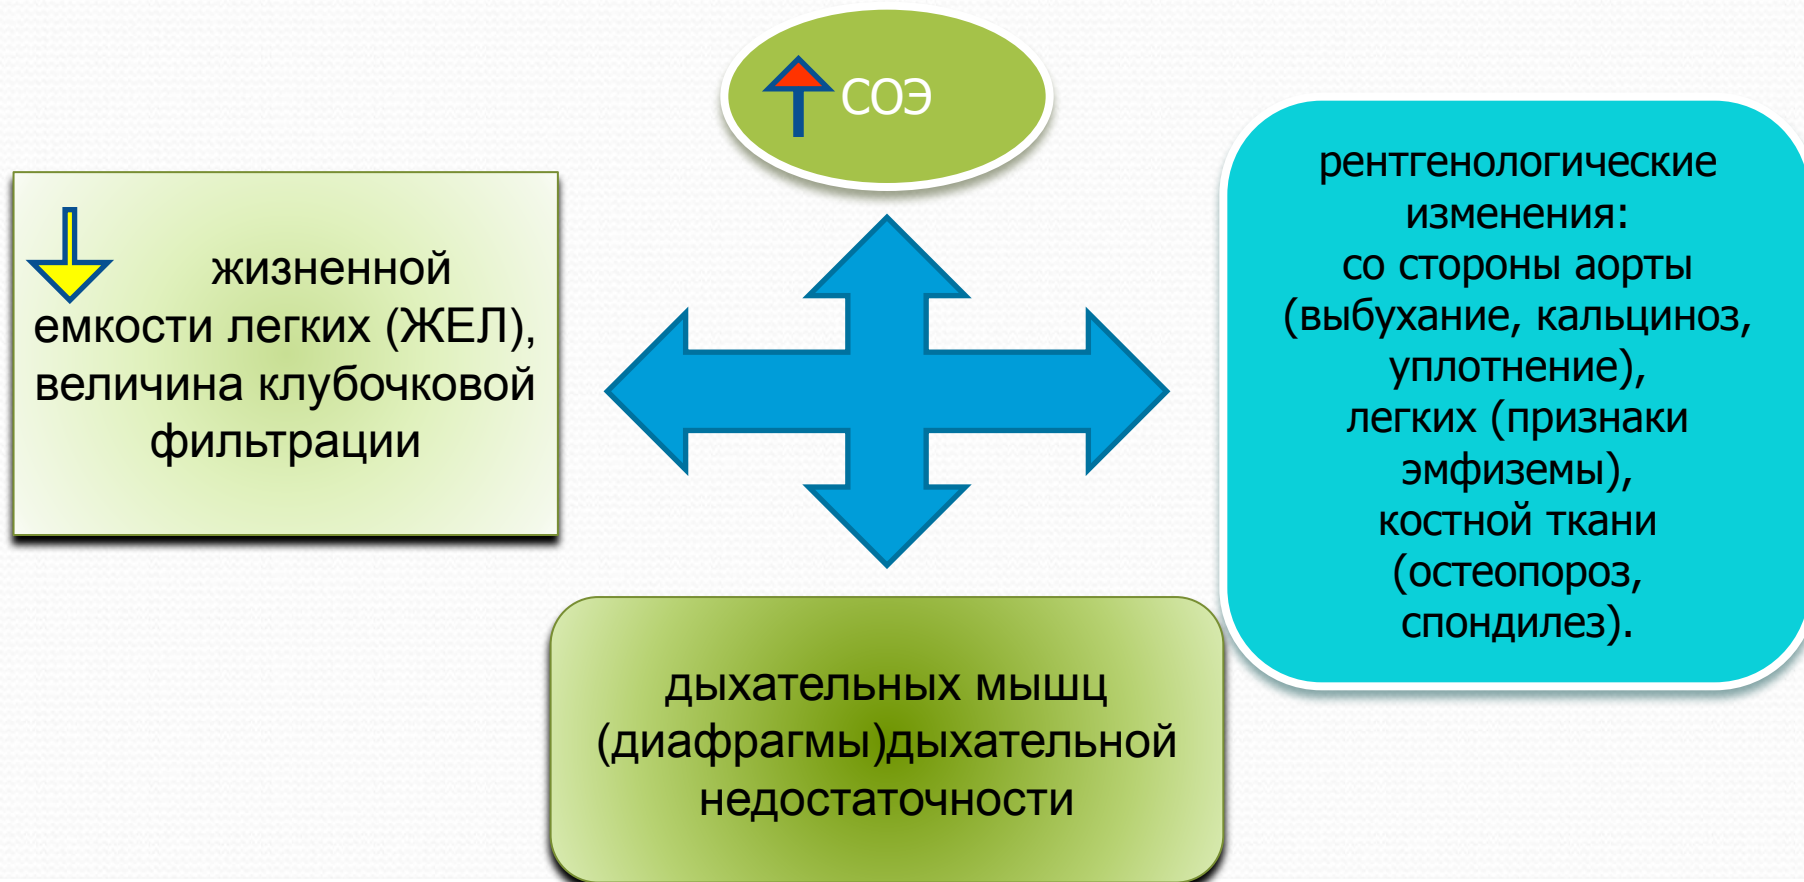 СОЭ
жизненной
емкости легких (ЖЕЛ),
величина клубочковой
фильтрации
рентгенологические
изменения:
со стороны аорты
(выбухание, кальциноз,
уплотнение),
легких (признаки
эмфиземы),
костной ткани
(остеопороз,
спондилез).
дыхательных мышц
(диафрагмы)дыхательной
недостаточности